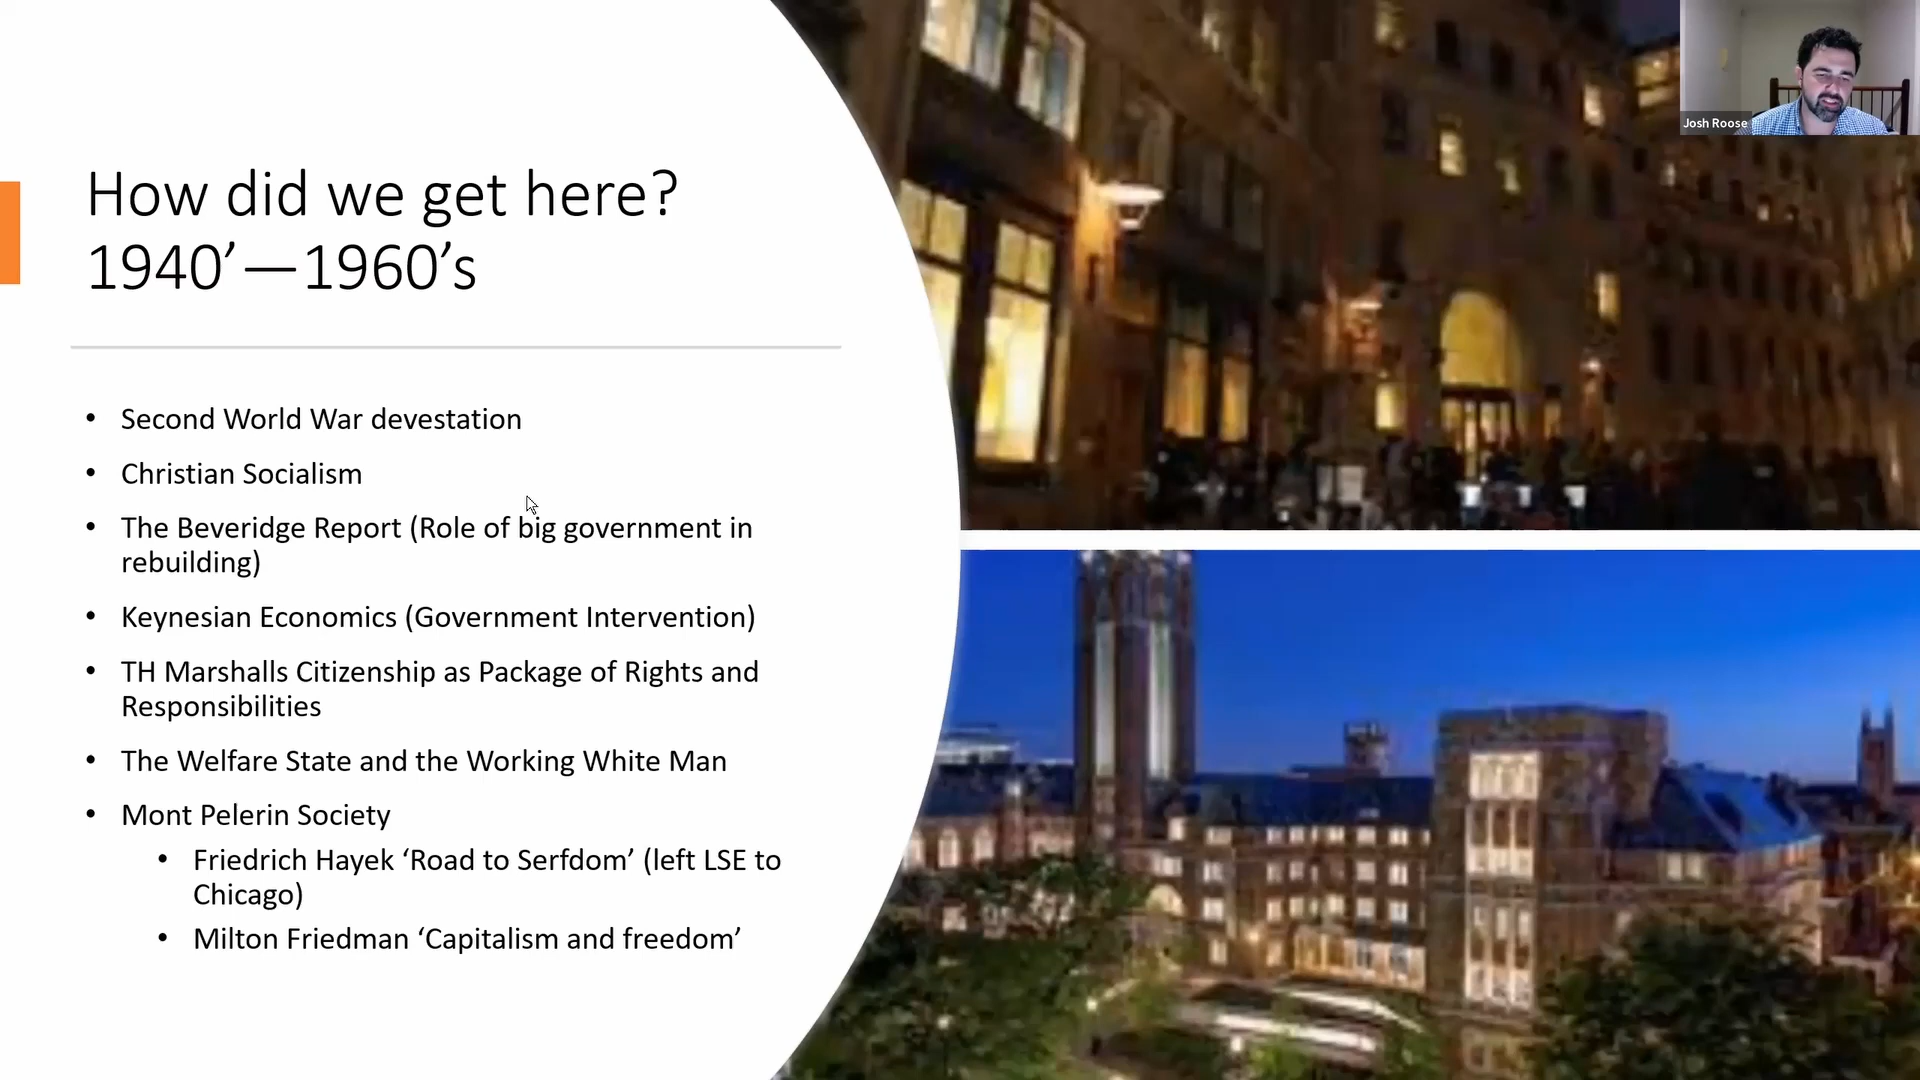 How did we get here?
1940’—1960’s
• Second World War devestation
• Christian Socialism
• The Beveridge Report (Role of big government in
rebuilding)
• Keynesian Economics (Government Intervention)
• TH Marshalls Citizenship as Package of Rights and
Responsibilities
• The Welfare State and the Working White Man
• Mont Pelerin Society
• Friedrich Hayek ‘Road to Serfdom’ (left LSE to
Chicago)
• Milton Friedman ‘Capitalism and freedom’
Josh Roose